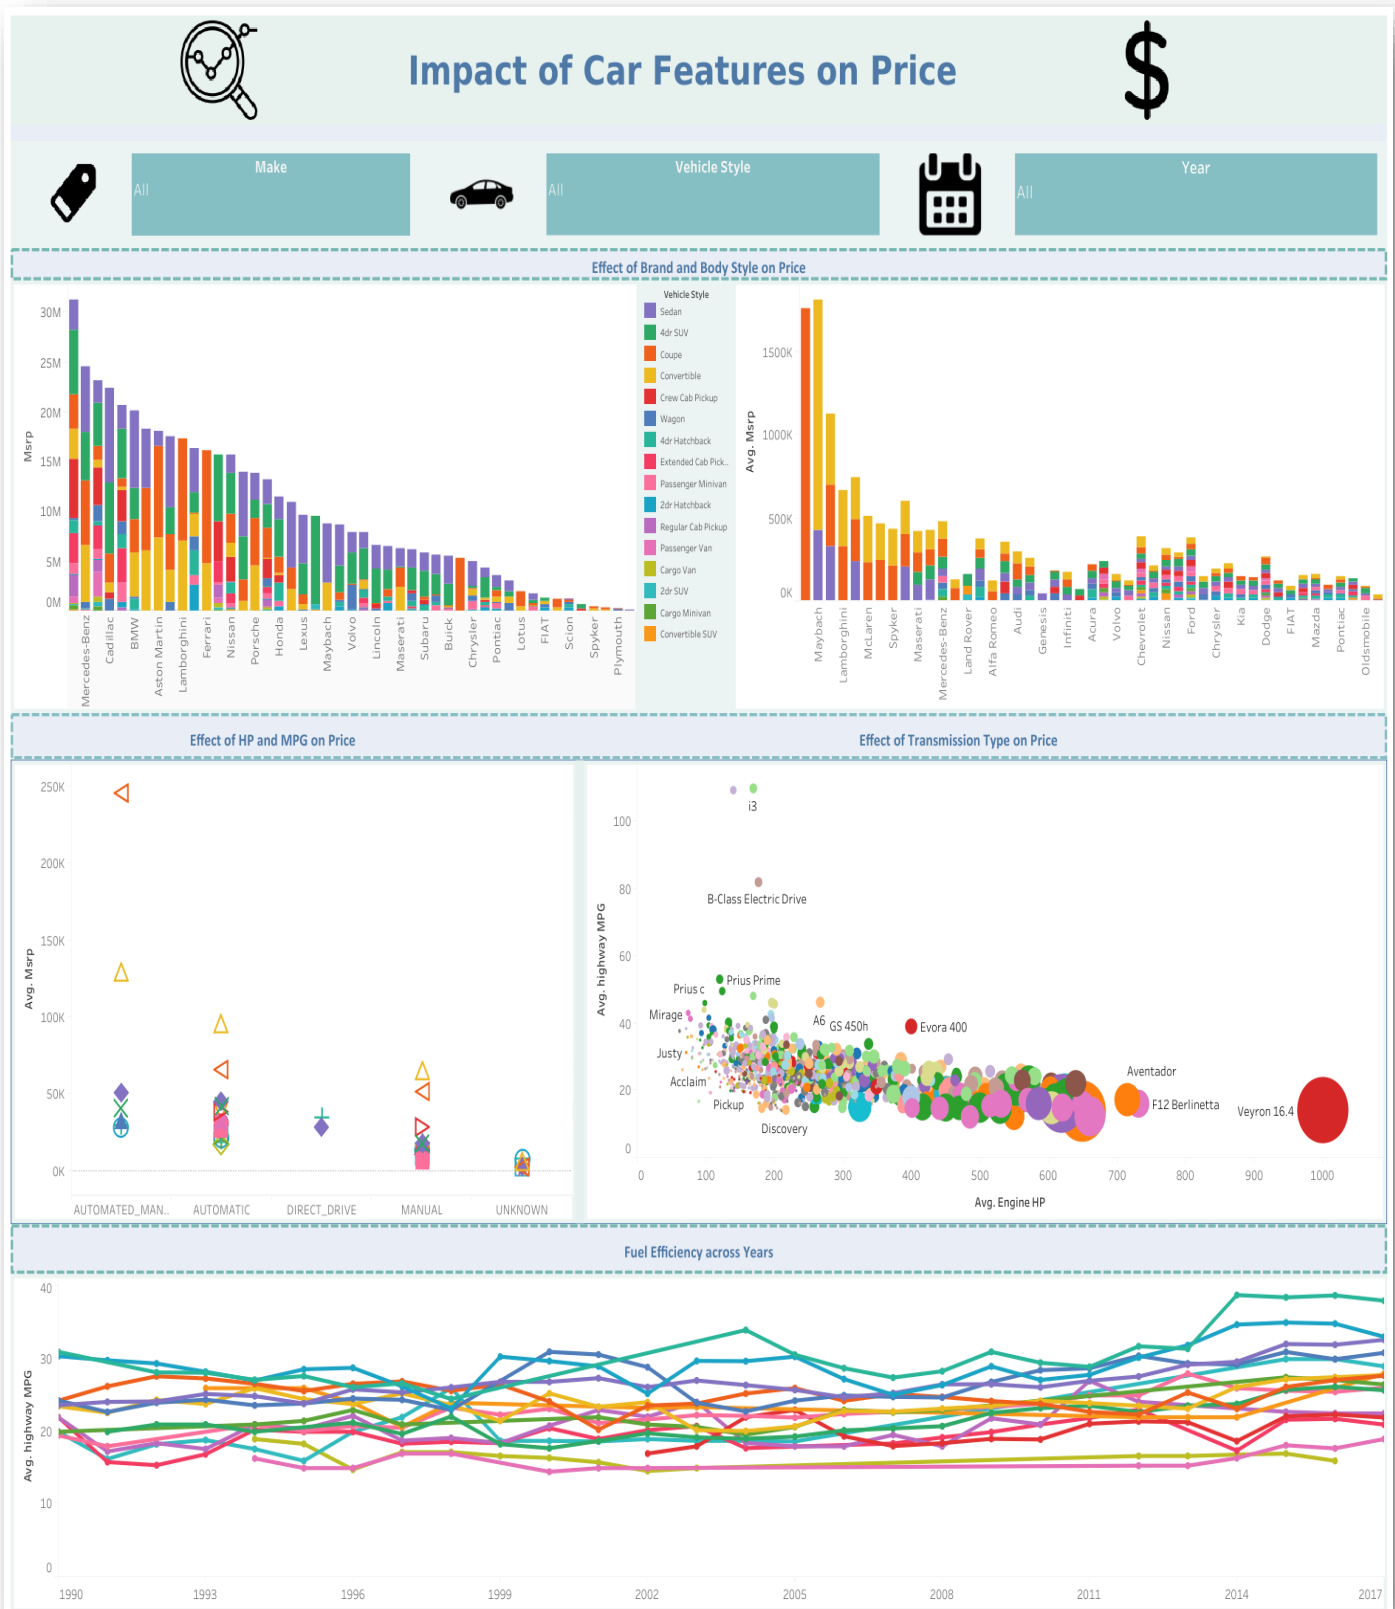 Impact of Car Features on Price
$
Make
All
Vehicle Style
All
Year
All
Effect of Brand and Body Style on Price
Msrp
30M
25M
20M
15M
10M
5M
0M
Mercedes-Benz
Cadillac
BMW
Aston Martin
Lamborghini
Ferrari
Nissan
Porsche
Honda
Lexus
Maybach
Volvo
Lincoln
Maserati
Subaru
Buick
Chrysler
Pontiac
Lotus
FIAT
Scion
Spyker
Plymouth
Vehicle Style
Sedan
4dr SUV
Coupe
Convertible
Crew Cab Pickup
Wagon
4dr Hatchback
Extended Cab Pick..
Passenger Minivan
2dr Hatchback
Regular Cab Pickup
Passenger Van
Cargo Van
2dr SUV
Cargo Minivan
Convertible SUV
Avg. Msrp
1500K
1000K
500K
0K
Maybach
Lamborghini
McLaren
Spyker
Maserati
Mercedes-Benz
Land Rover
Alfa Romeo
Audi
Genesis
Infiniti
Acura
Volvo
Chevrolet
Nissan
Ford
Chrysler
Kia
Dodge
FIAT
Mazda
Pontiac
Oldsmobile
Effect of HP and MPG on Price
Effect of Transmission Type on Price
Avg. Msrp
250K
200K
150K
100K
50K
0K
AUTOMATED_MAN..
AUTOMATIC
DIRECT_DRIVE
MANUAL
UNKNOWN
Avg. highway MPG
100
80
60
40
20
0
i3
B-Class Electric Drive
Prius Prime
Prius c
Mirage
A6
GS 450h
Evora 400
Justy
Acclaim
Pickup
Discovery
Aventador
F12 Berlinetta
Veyron 16.4
0
100
200
300
400
500
600
700
800
900
1000
Avg. Engine HP
Fuel Efficiency across Years
Avg. highway MPG
40
30
20
10
0
1990
1993
1996
1999
2002
2005
2008
2011
2014
2017